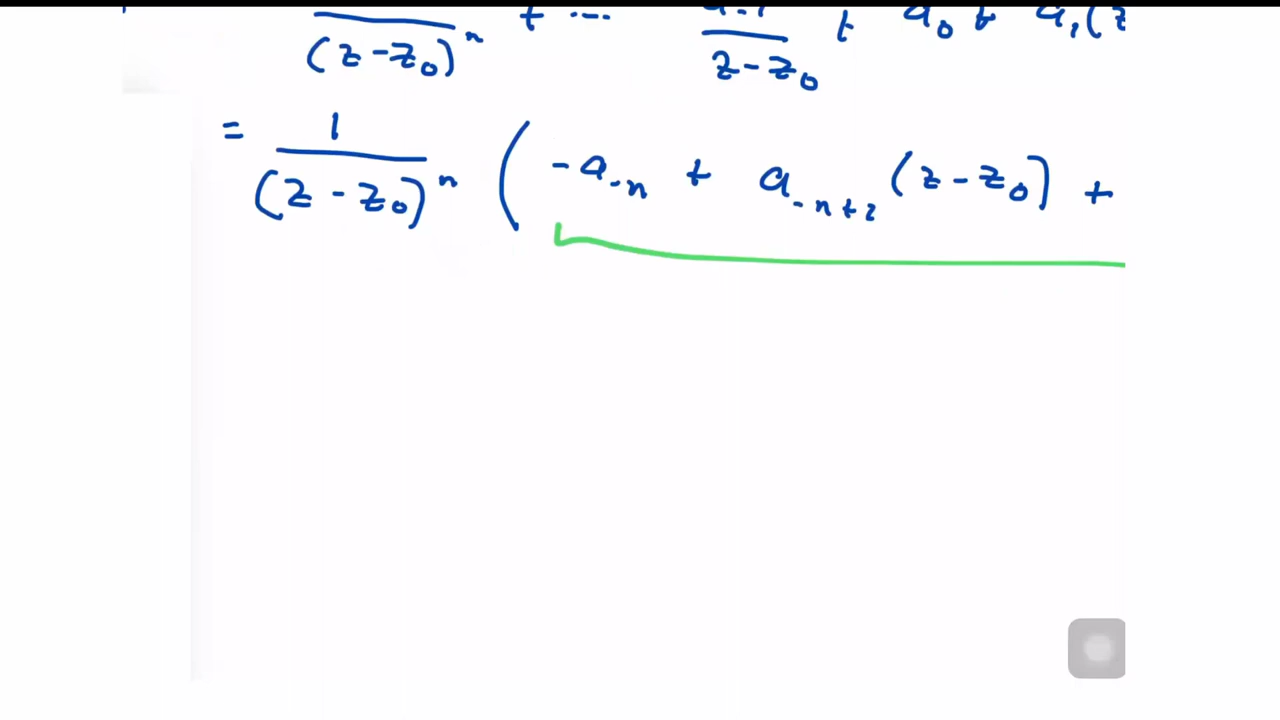 /(z-z₀)ⁿ + ... a₋₁/(z-z₀) + a₀ + a₁(z
= 1/(z-z₀)ⁿ ( -a₋ₙ + a₋ₙ₊₂ (z-z₀) +